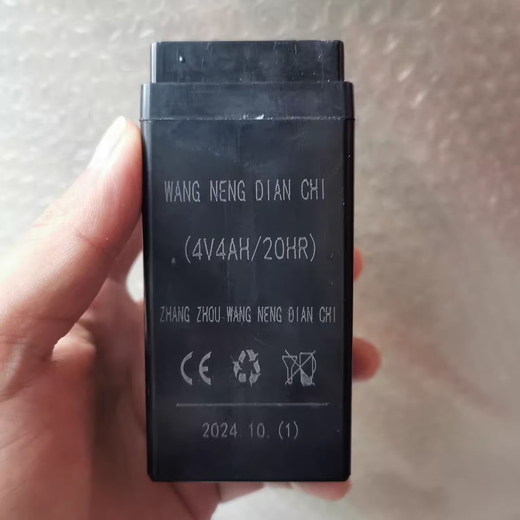 WANG NENG DIAN CHI
(4V4AH/20HR)
ZHANG ZHOU WANG NENG DIAN CHI
CE
2024.10.(1)